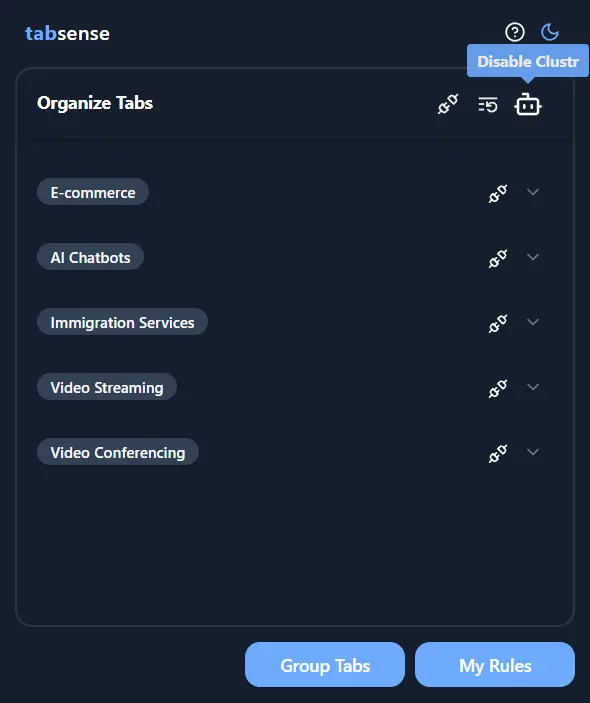 tabsense
Disable Clustr
Organize Tabs
E-commerce
AI Chatbots
Immigration Services
Video Streaming
Video Conferencing
Group Tabs
My Rules